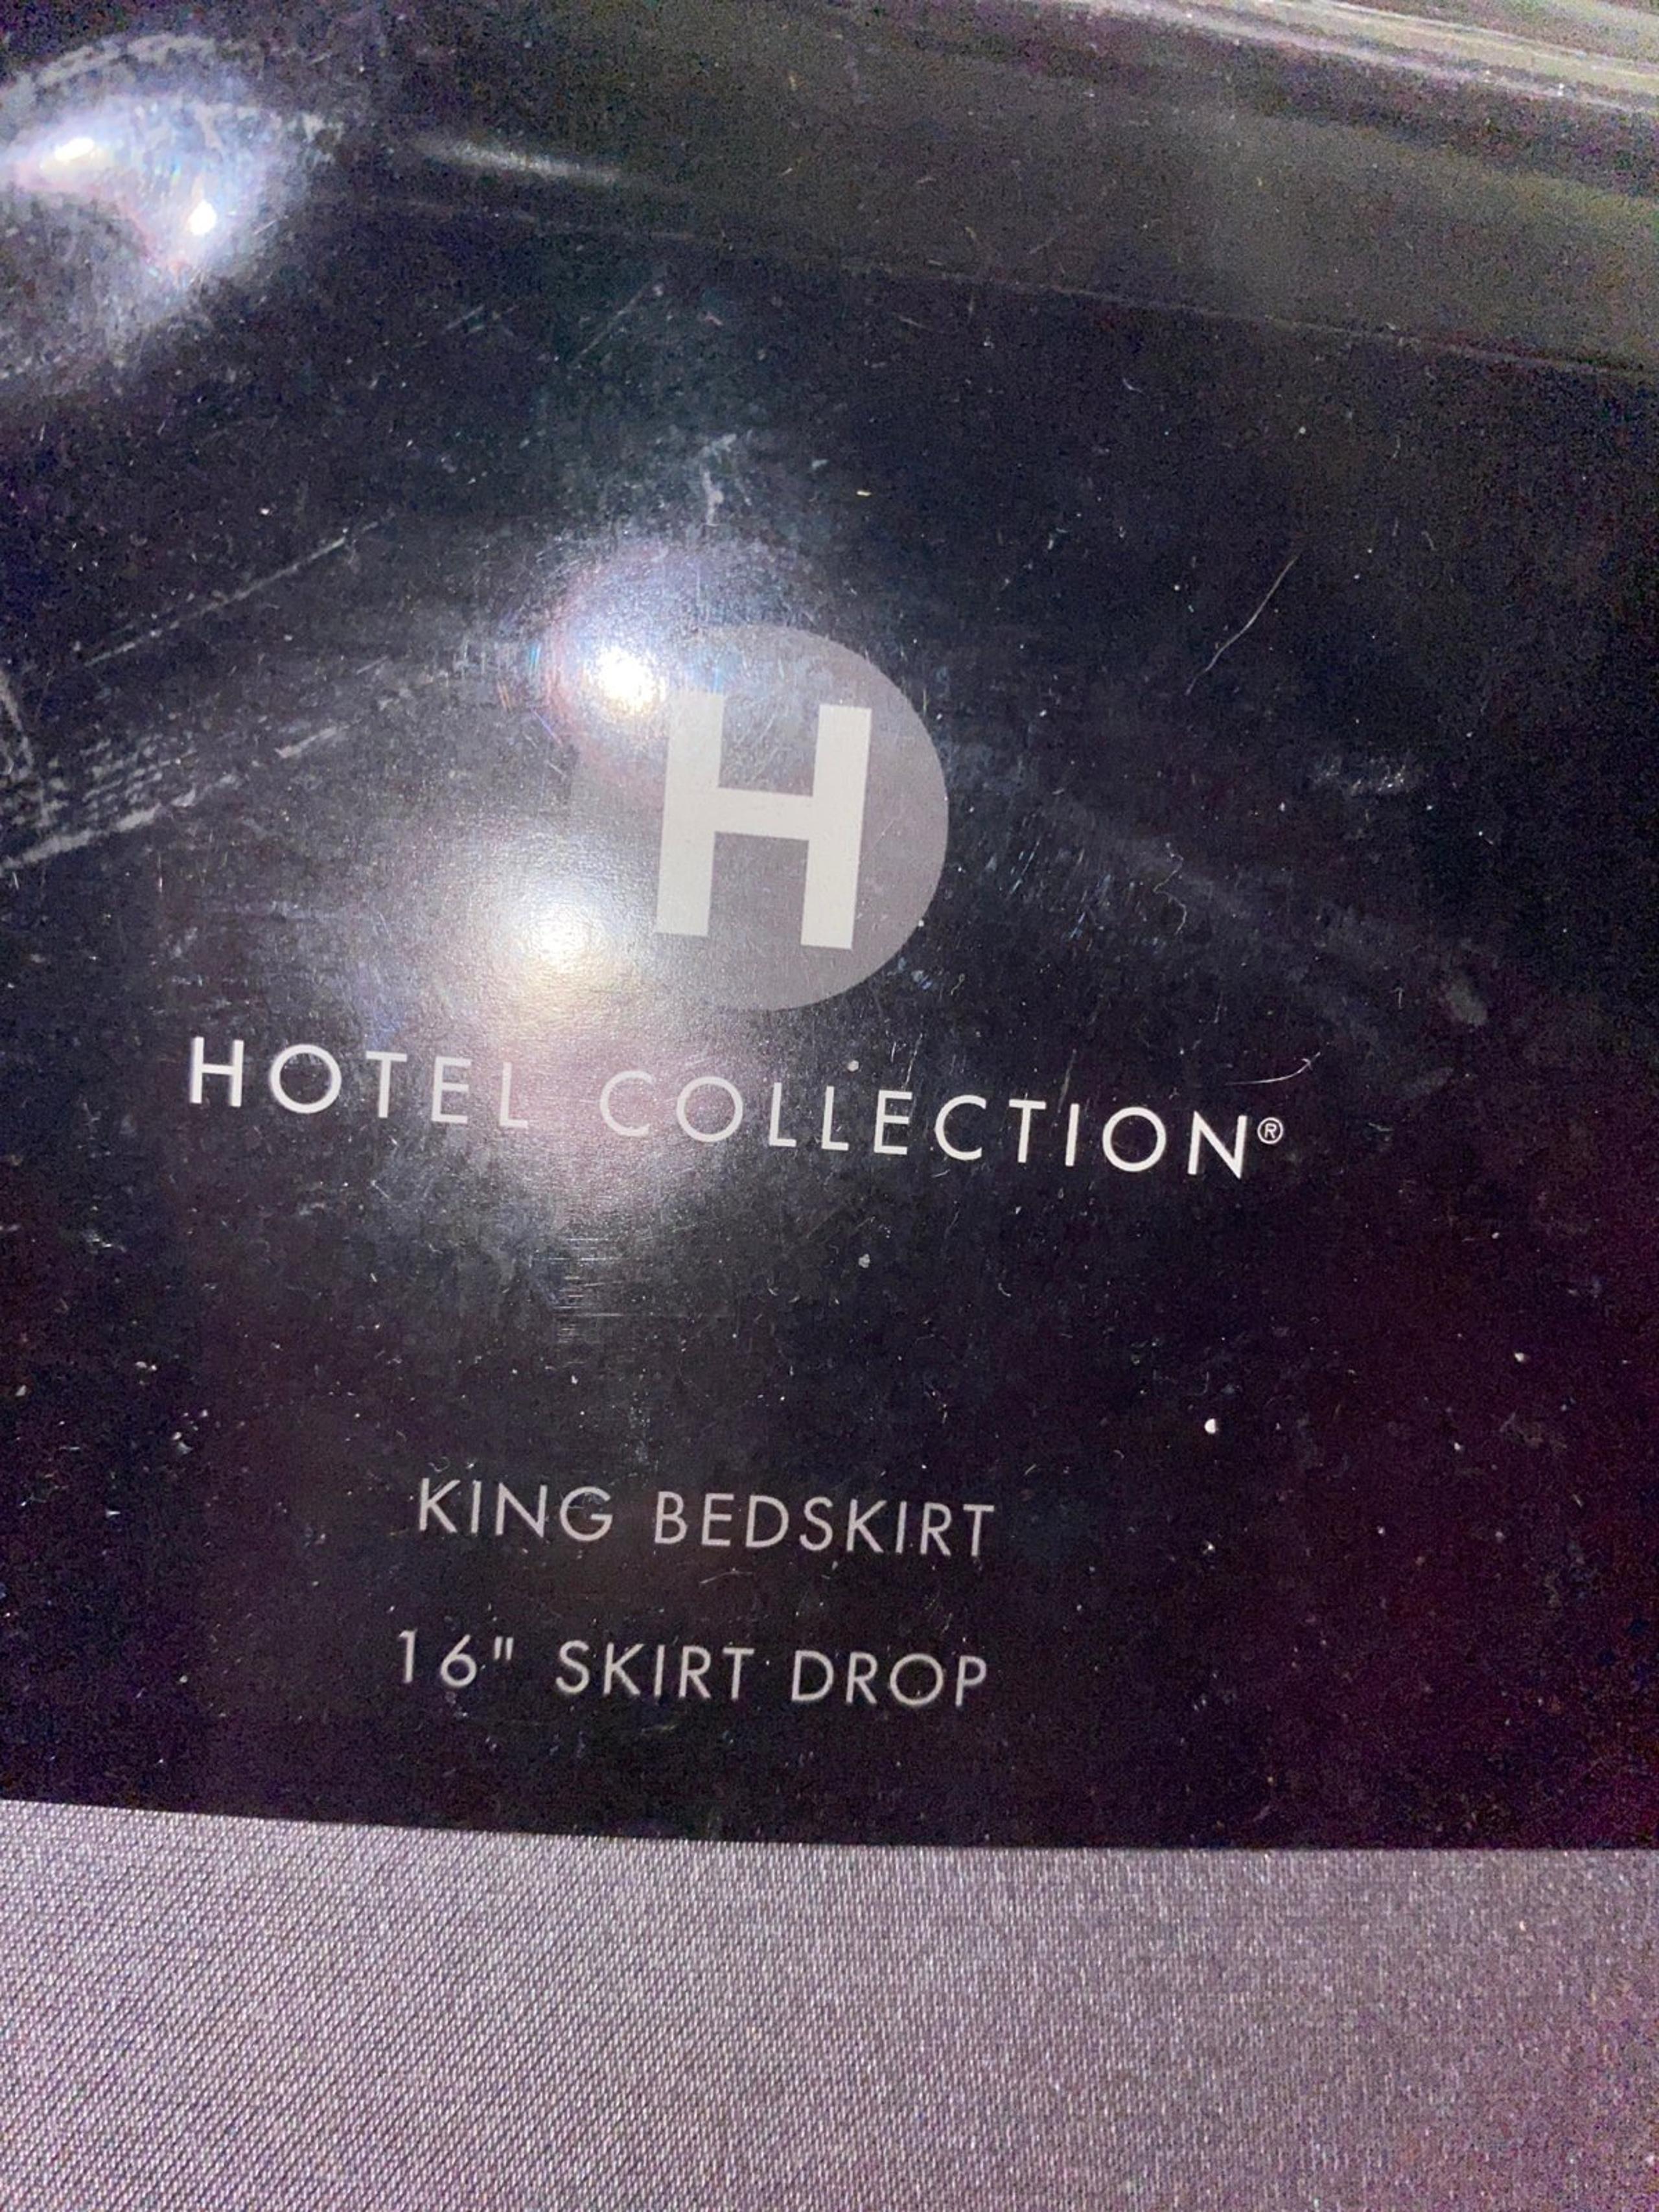 H
HOTEL COLLECTION®
KING BEDSKIRT
16" SKIRT DROP